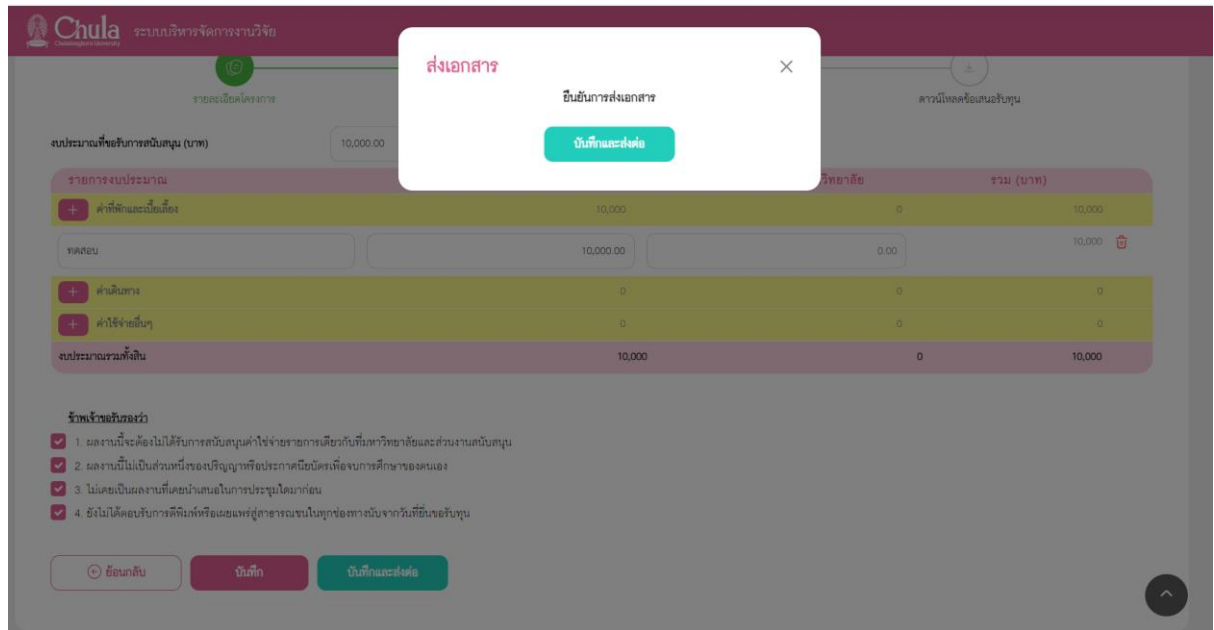 Chula
Chulalongkorn University
ระบบบริหารจัดการงานวิจัย
ส่งเอกสาร
ยืนยันการส่งเอกสาร
บันทึกและส่งต่อ
รายละเอียดโครงการ
ดาวน์โหลดข้อเสนอรับทุน
งบประมาณที่ขอรับการสนับสนุน (บาท) 10,000.00
รายการงบประมาณ วิทยาลัย รวม (บาท)
+ ค่าที่พักและเบี้ยเลี้ยง 10,000 0 10,000
ทดสอบ 10,000.00 0.00 10,000
+ ค่าเดินทาง 0 0 0
+ ค่าใช้จ่ายอื่นๆ 0 0 0
งบประมาณรวมทั้งสิ้น 10,000 0 10,000
ข้าพเจ้าขอรับรองว่า
1. ผลงานนี้จะต้องไม่ได้รับการสนับสนุนค่าใช้จ่ายรายการเดียวกับที่มหาวิทยาลัยและส่วนงานสนับสนุน
2. ผลงานนี้ไม่เป็นส่วนหนึ่งของปริญญาหรือประกาศนียบัตรเพื่อจบการศึกษาของตนเอง
3. ไม่เคยเป็นผลงานที่เคยนำเสนอในการประชุมใดมาก่อน
4. ยังไม่ได้ตอบรับการตีพิมพ์หรือเผยแพร่สู่สาธารณชนในทุกช่องทางนับจากวันที่ยื่นขอรับทุน
ย้อนกลับ บันทึก บันทึกและส่งต่อ